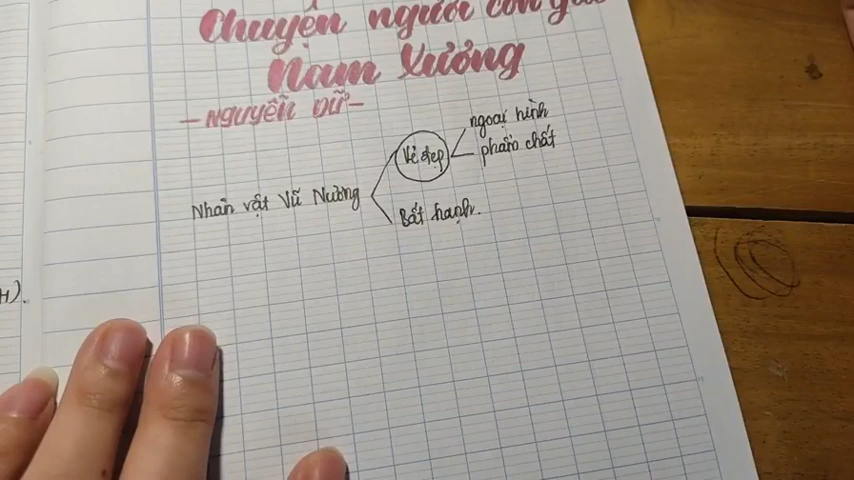 Chuyện người con gái
Nam Xương
- NGUYỄN DỮ -
ngoại hình
Vẻ đẹp
phẩm chất
Nhân vật Vũ Nương
Bất hạnh.
H).